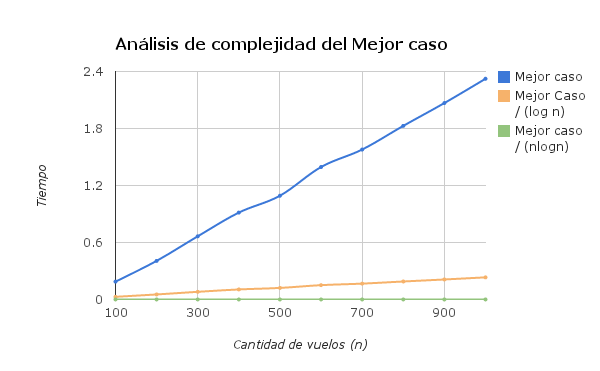 Análisis de complejidad del Mejor caso
2.4
1.8
1.2
0.6
0
Tiempo
100
300
500
700
900
Cantidad de vuelos (n)
Mejor caso
Mejor Caso
/ (log n)
Mejor caso
/ (nlogn)